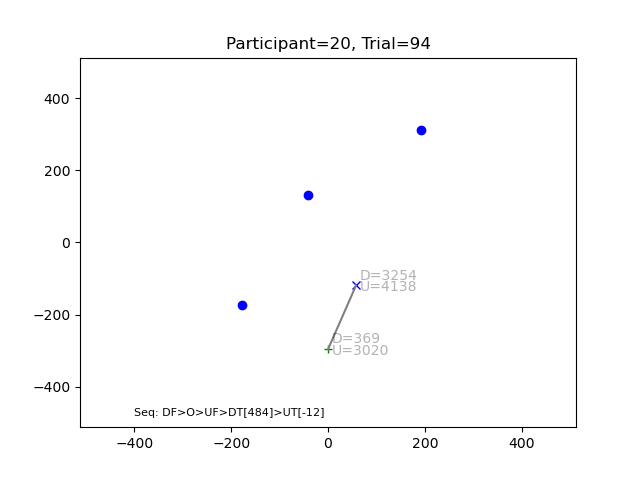 Participant=20, Trial=94
400
200
0
−200
−400
D=3254
U=4138
D=369
U=3020
Seq: DF>O>UF>DT[484]>UT[-12]
−400
−200
0
200
400